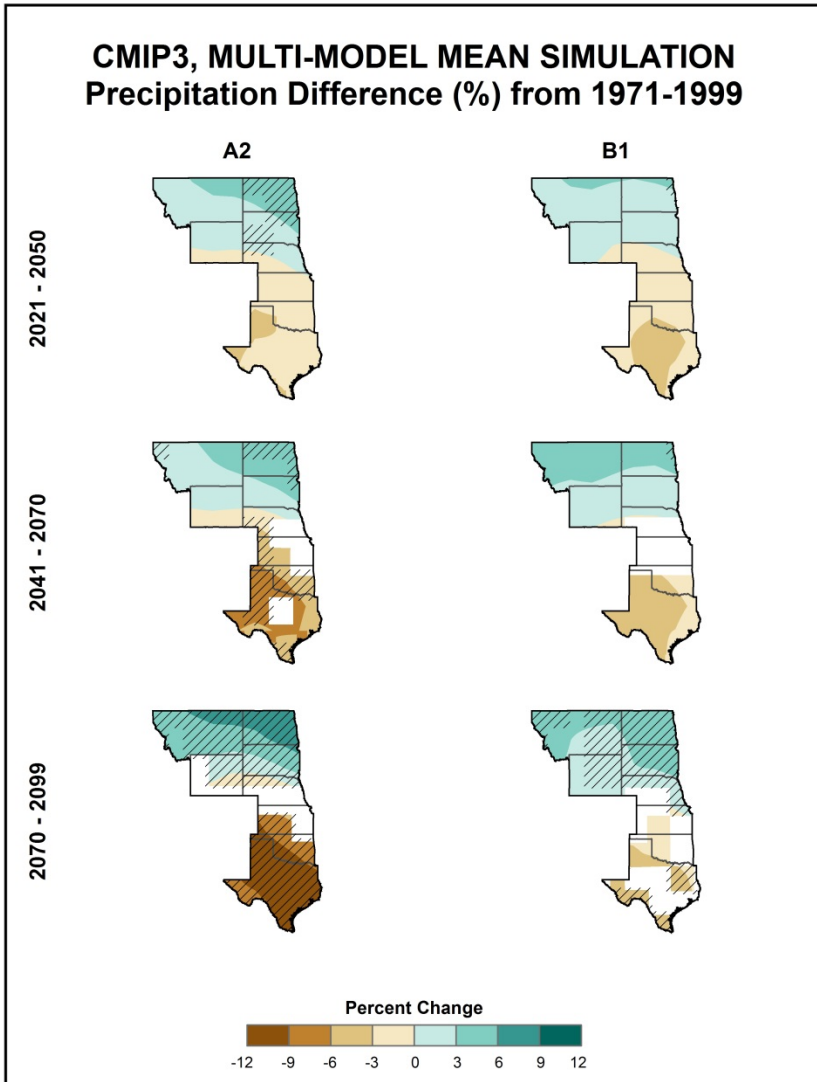 CMIP3, MULTI-MODEL MEAN SIMULATION
Precipitation Difference (%) from 1971-1999
A2
B1
2021 - 2050
2041 - 2070
2070 - 2099
Percent Change
-12 -9 -6 -3 0 3 6 9 12